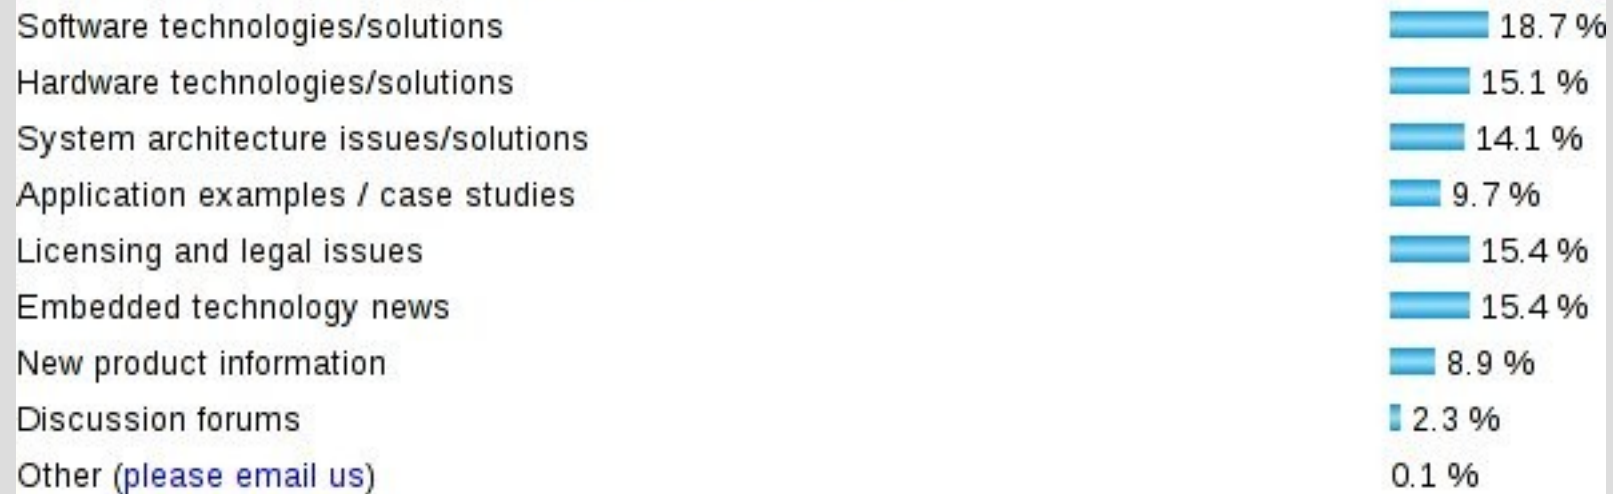 Software technologies/solutions 18.7 %
Hardware technologies/solutions 15.1 %
System architecture issues/solutions 14.1 %
Application examples / case studies 9.7 %
Licensing and legal issues 15.4 %
Embedded technology news 15.4 %
New product information 8.9 %
Discussion forums 2.3 %
Other (please email us) 0.1 %